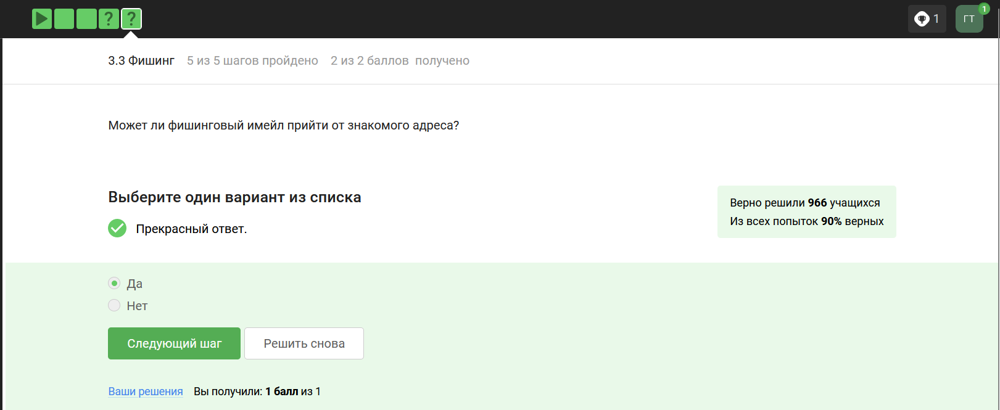 ? ?
1
ГТ
1
3.3 Фишинг 5 из 5 шагов пройдено 2 из 2 баллов получено
Может ли фишинговый имейл прийти от знакомого адреса?
Выберите один вариант из списка
Верно решили 966 учащихся
Из всех попыток 90% верных
Прекрасный ответ.
Да
Нет
Следующий шаг
Решить снова
Ваши решения Вы получили: 1 балл из 1